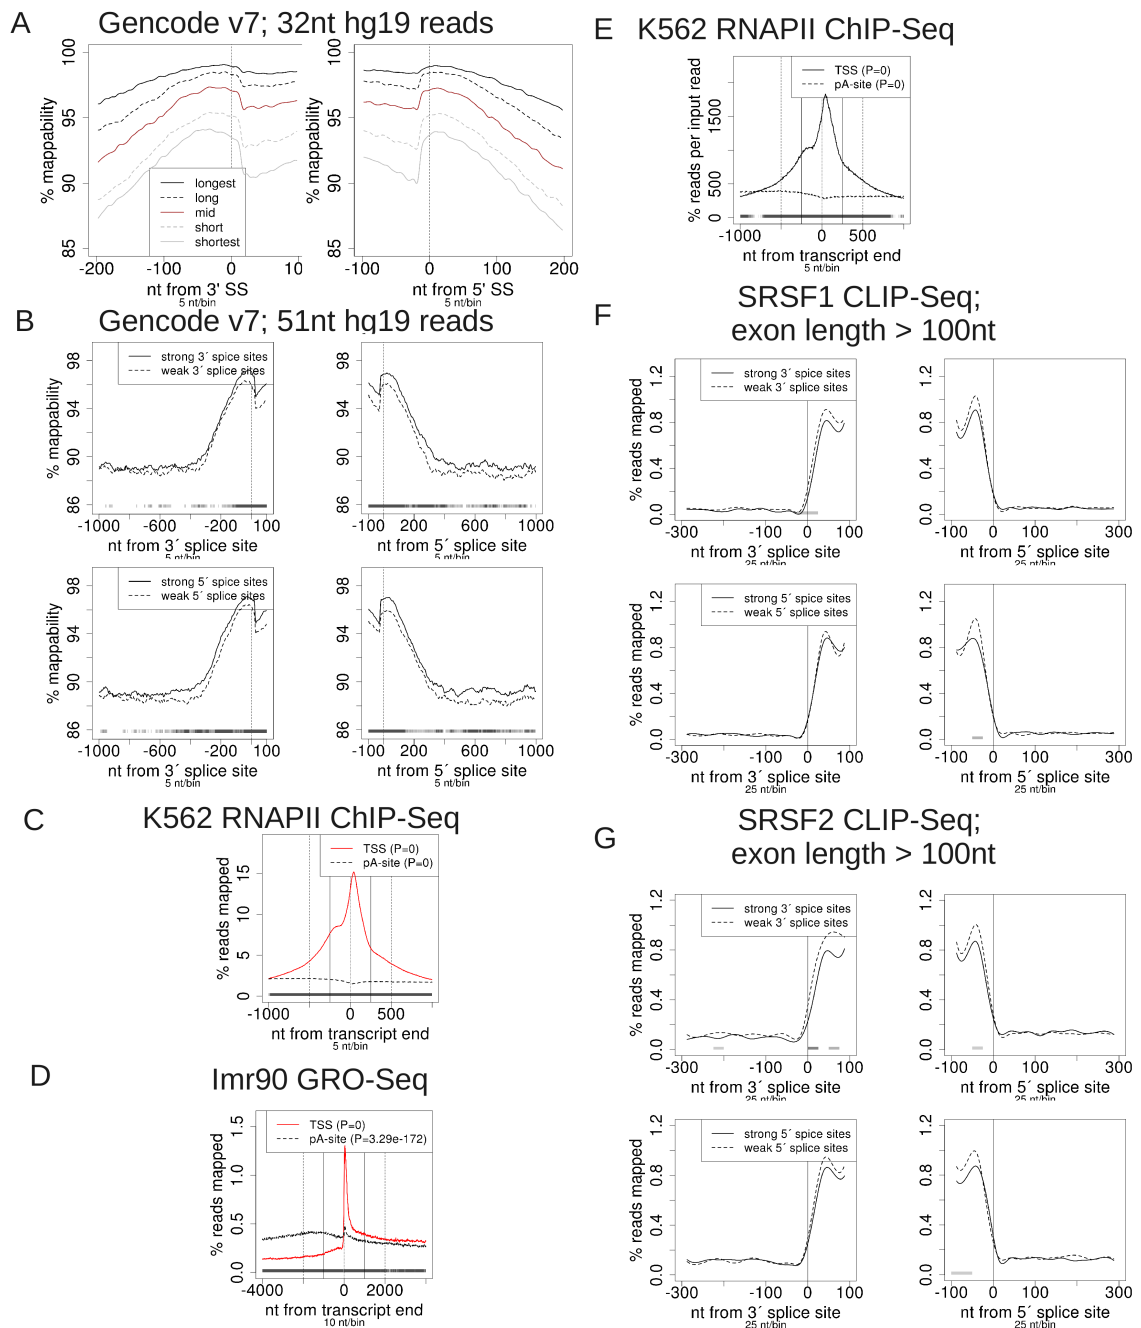 A
Gencode v7; 32nt hg19 reads
% mappability
100
95
90
85
longest
long
mid
short
shortest
-200
-100
0
10
nt from 3' SS
5 nt/bin
% mappability
100
95
90
85
-100
0
100
200
nt from 5' SS
5 nt/bin
B
Gencode v7; 51nt hg19 reads
% mappability
98
94
90
86
strong 3´ spice sites
weak 3´ splice sites
-1000
-600
-200
100
nt from 3´ splice site
5 nt/bin
98
94
90
86
-100
200
600
1000
nt from 5´ splice site
5 nt/bin
% mappability
98
94
90
86
strong 5´ spice sites
weak 5´ splice sites
-1000
-600
-200
100
nt from 3´ splice site
5 nt/bin
98
94
90
86
-100
200
600
1000
nt from 5´ splice site
5 nt/bin
C
K562 RNAPII ChIP-Seq
% reads mapped
15
10
5
0
TSS (P=0)
pA-site (P=0)
-1000
0
500
nt from transcript end
5 nt/bin
D
Imr90 GRO-Seq
% reads mapped
1.5
1.0
0.5
0.0
TSS (P=0)
pA-site (P=3.29e-172)
-4000
0
2000
nt from transcript end
10 nt/bin
E
K562 RNAPII ChIP-Seq
% reads per input read
1500
500
0
TSS (P=0)
pA-site (P=0)
-1000
0
500
nt from transcript end
5 nt/bin
F
SRSF1 CLIP-Seq;
exon length > 100nt
% reads mapped
1.2
0.8
0.4
0.0
strong 3´ spice sites
weak 3´ splice sites
-300
-100
0
100
nt from 3´ splice site
25 nt/bin
1.2
0.8
0.4
0.0
-100
0
100
300
nt from 5´ splice site
25 nt/bin
% reads mapped
1.2
0.8
0.4
0.0
strong 5´ spice sites
weak 5´ splice sites
-300
-100
0
100
nt from 3´ splice site
25 nt/bin
1.2
0.8
0.4
0.0
-100
0
100
300
nt from 5´ splice site
25 nt/bin
G
SRSF2 CLIP-Seq;
exon length > 100nt
% reads mapped
1.2
0.8
0.4
0.0
strong 3´ spice sites
weak 3´ splice sites
-300
-100
0
100
nt from 3´ splice site
25 nt/bin
1.2
0.8
0.4
0.0
-100
0
100
300
nt from 5´ splice site
25 nt/bin
% reads mapped
1.2
0.8
0.4
0.0
strong 5´ spice sites
weak 5´ splice sites
-300
-100
0
100
nt from 3´ splice site
25 nt/bin
1.2
0.8
0.4
0.0
-100
0
100
300
nt from 5´ splice site
25 nt/bin